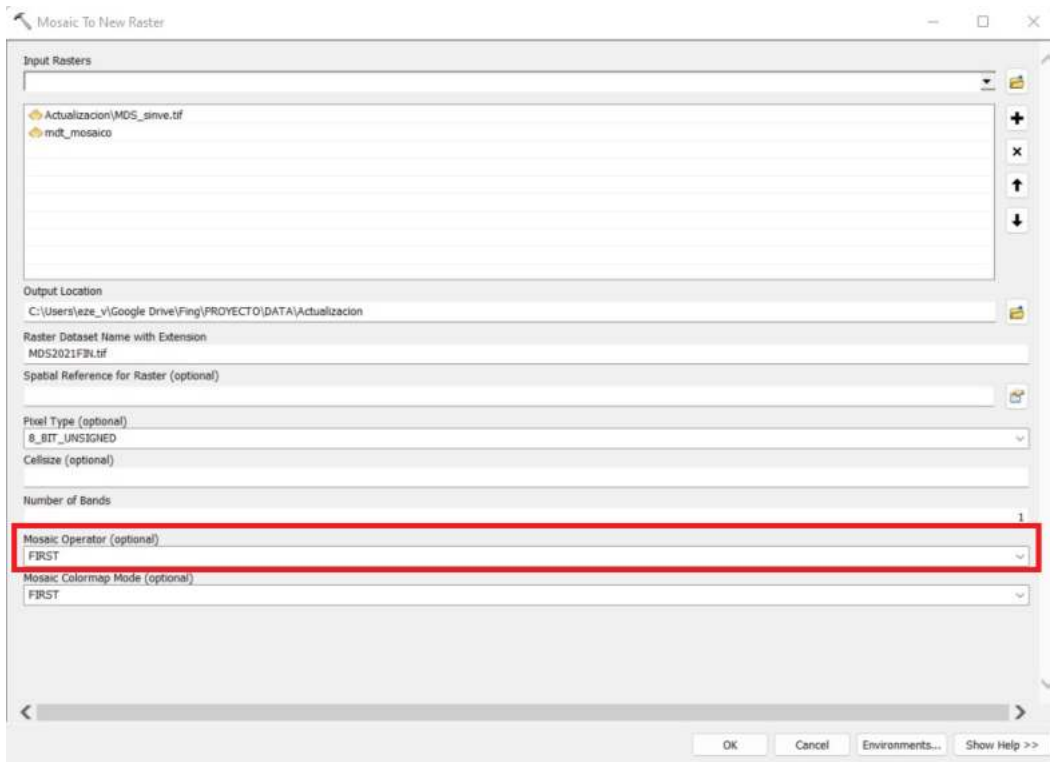 Mosaic To New Raster
Input Rasters
Actualizacion\MDS_sinve.tif
mdt_mosaico
Output Location
C:\Users\eze_v\Google Drive\Fing\PROYECTO\DATA\Actualizacion
Raster Dataset Name with Extension
MDS2021FIN.tif
Spatial Reference for Raster (optional)
Pixel Type (optional)
8_BIT_UNSIGNED
Cellsize (optional)
Number of Bands
1
Mosaic Operator (optional)
FIRST
Mosaic Colormap Mode (optional)
FIRST
OK Cancel Environments... Show Help >>